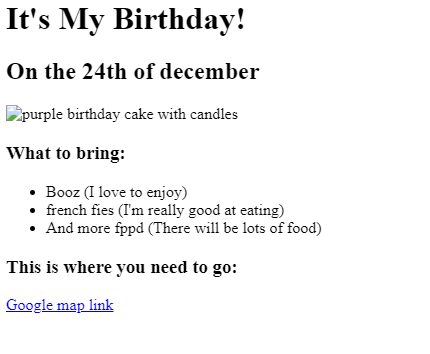 It's My Birthday!
On the 24th of december
purple birthday cake with candles
What to bring:
Booz (I love to enjoy)
french fies (I'm really good at eating)
And more fppd (There will be lots of food)
This is where you need to go:
Google map link